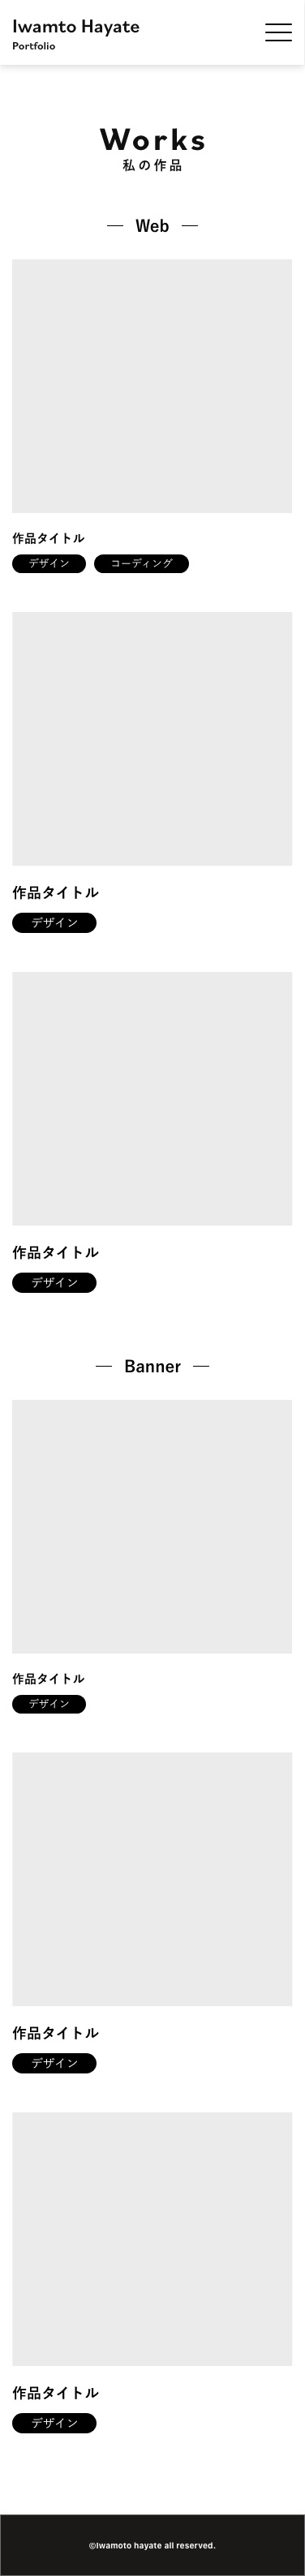 Iwamto Hayate
Portfolio
Works
私の作品
Web
作品タイトル
デザイン コーディング
作品タイトル
デザイン
作品タイトル
デザイン
Banner
作品タイトル
デザイン
作品タイトル
デザイン
作品タイトル
デザイン
©Iwamoto hayate all reserved.